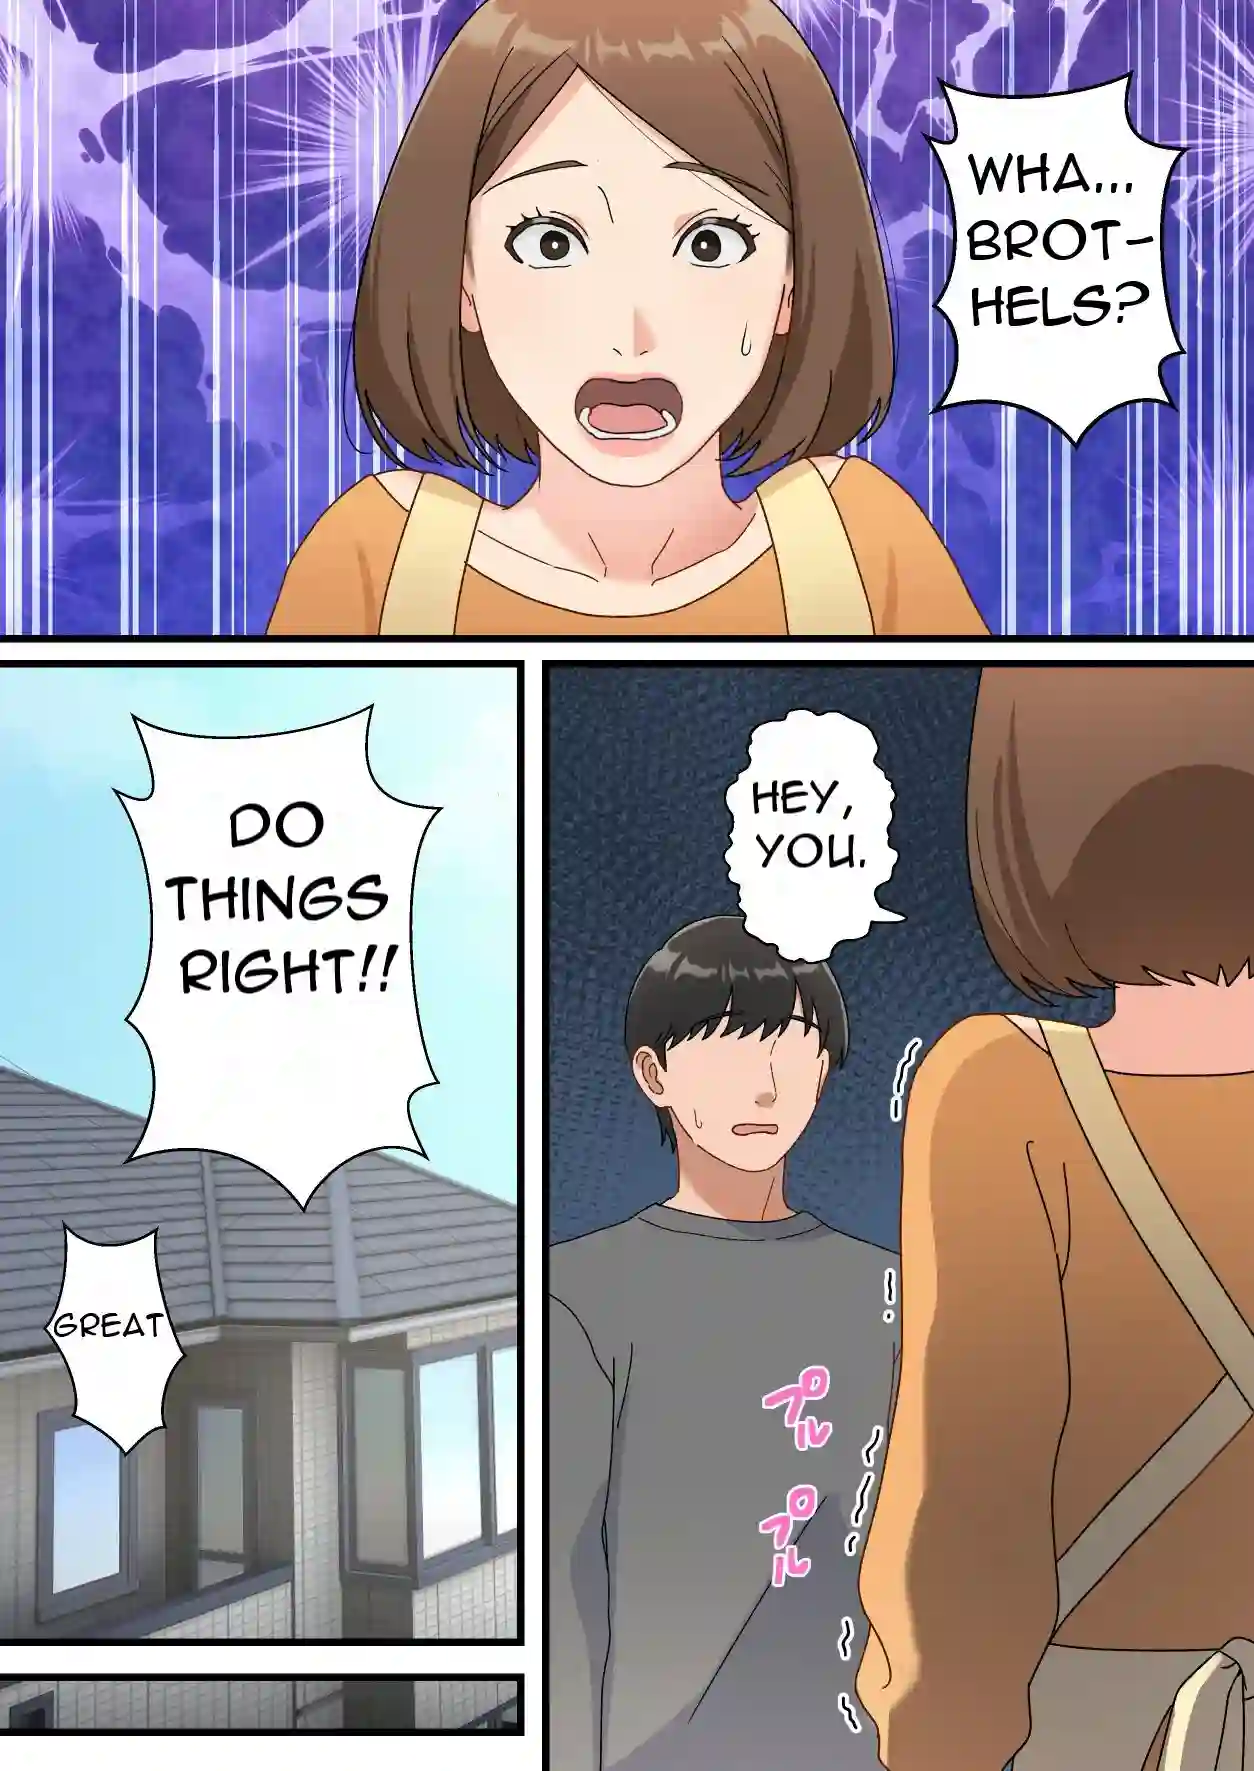 WHA...
BROT-
HELS?
HEY,
YOU.
プル
プル
DO
THINGS
RIGHT!!
GREAT